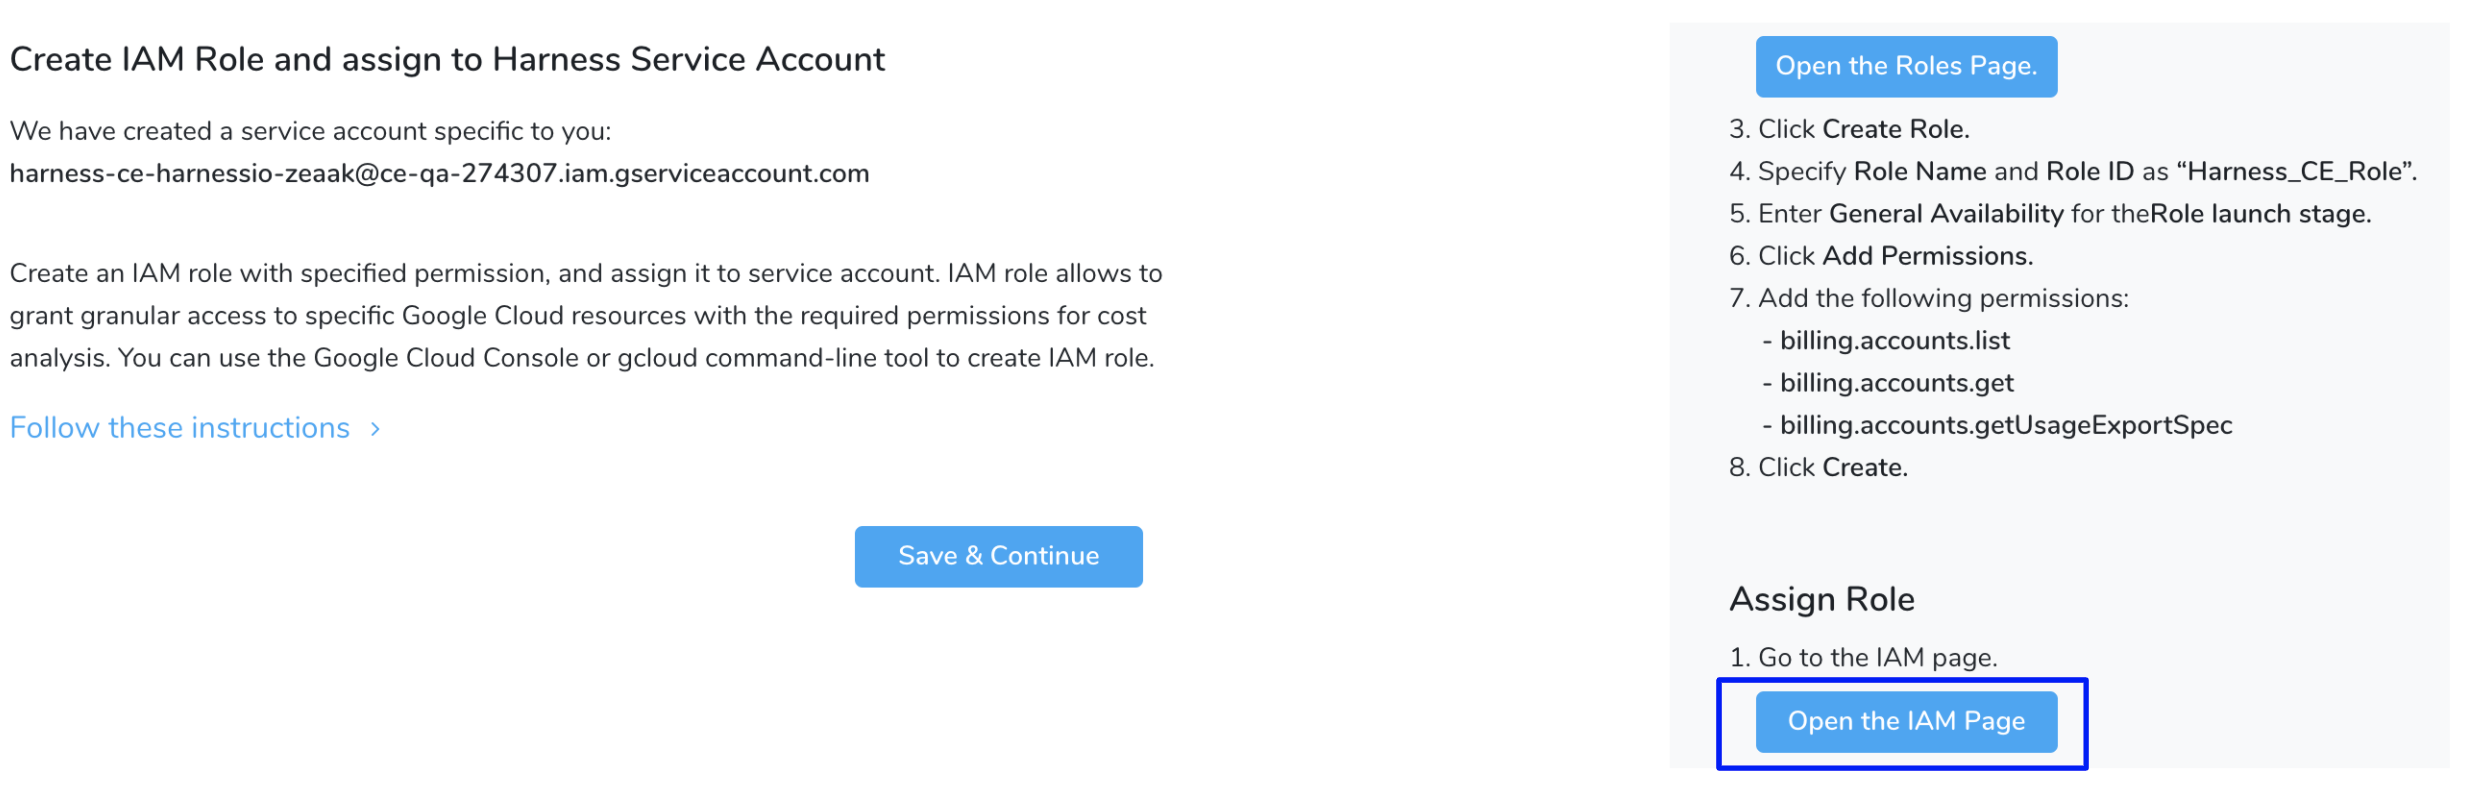 Create IAM Role and assign to Harness Service Account
We have created a service account specific to you:
harness-ce-harnessio-zeaak@ce-qa-274307.iam.gserviceaccount.com
Create an IAM role with specified permission, and assign it to service account. IAM role allows to
grant granular access to specific Google Cloud resources with the required permissions for cost
analysis. You can use the Google Cloud Console or gcloud command-line tool to create IAM role.
Follow these instructions >
Save & Continue
Open the Roles Page.
3. Click Create Role.
4. Specify Role Name and Role ID as “Harness_CE_Role”.
5. Enter General Availability for theRole launch stage.
6. Click Add Permissions.
7. Add the following permissions:
- billing.accounts.list
- billing.accounts.get
- billing.accounts.getUsageExportSpec
8. Click Create.
Assign Role
1. Go to the IAM page.
Open the IAM Page